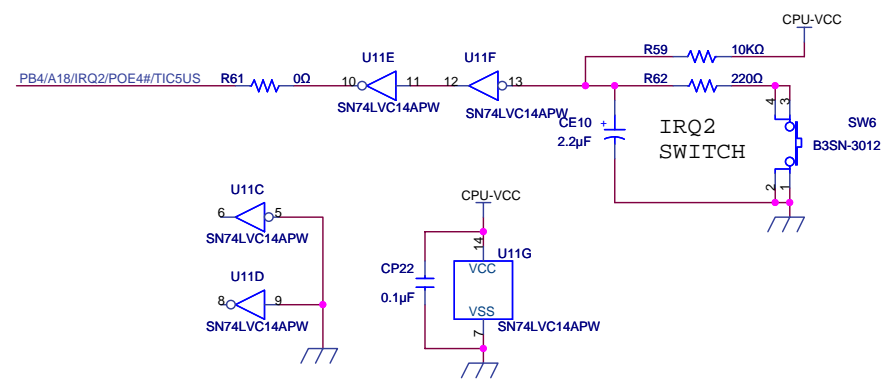 CPU-VCC
R59 10KΩ
U11E U11F
PB4/A18/IRQ2/POE4#/TIC5US R61 0Ω 10 11 12 13 R62 220Ω
SN74LVC14APW SN74LVC14APW
4 3
CE10 + IRQ2 SW6
2.2µF SWITCH B3SN-3012
2 1
U11C CPU-VCC
6 5
SN74LVC14APW
14 U11G
U11D CP22 VCC
8 9 0.1µF
VSS
SN74LVC14APW SN74LVC14APW
7